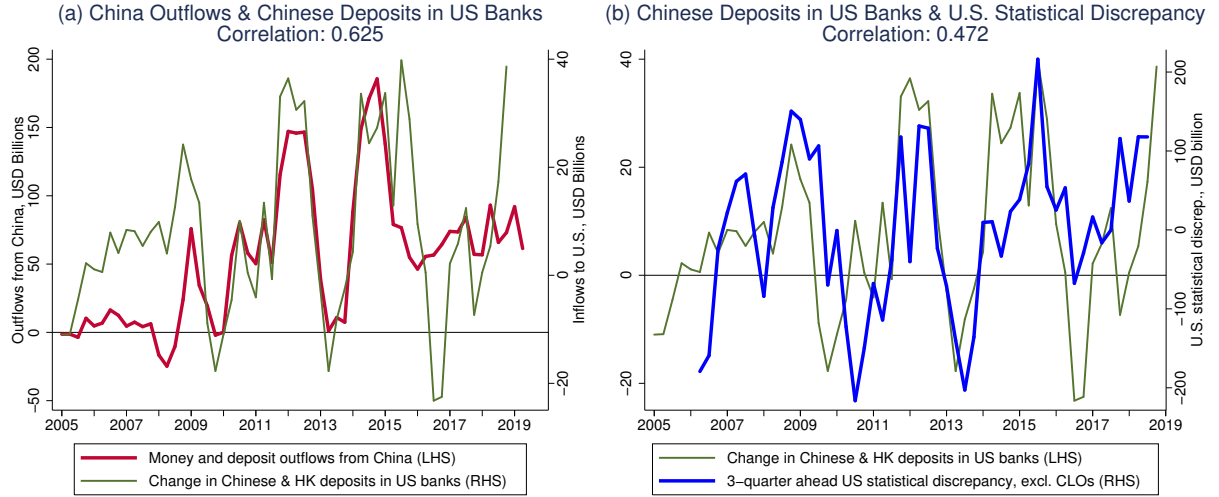 (a) China Outflows & Chinese Deposits in US Banks
Correlation: 0.625
Outflows from China, USD Billions
200
150
100
50
0
−50
Inflows to U.S., USD Billions
40
20
0
−20
2005 2007 2009 2011 2013 2015 2017 2019
Money and deposit outflows from China (LHS)
Change in Chinese & HK deposits in US banks (RHS)
(b) Chinese Deposits in US Banks & U.S. Statistical Discrepancy
Correlation: 0.472
40
20
0
−20
U.S. statistical discrep., USD billion
200
100
0
−100
−200
2005 2007 2009 2011 2013 2015 2017 2019
Change in Chinese & HK deposits in US banks (LHS)
3−quarter ahead US statistical discrepancy, excl. CLOs (RHS)